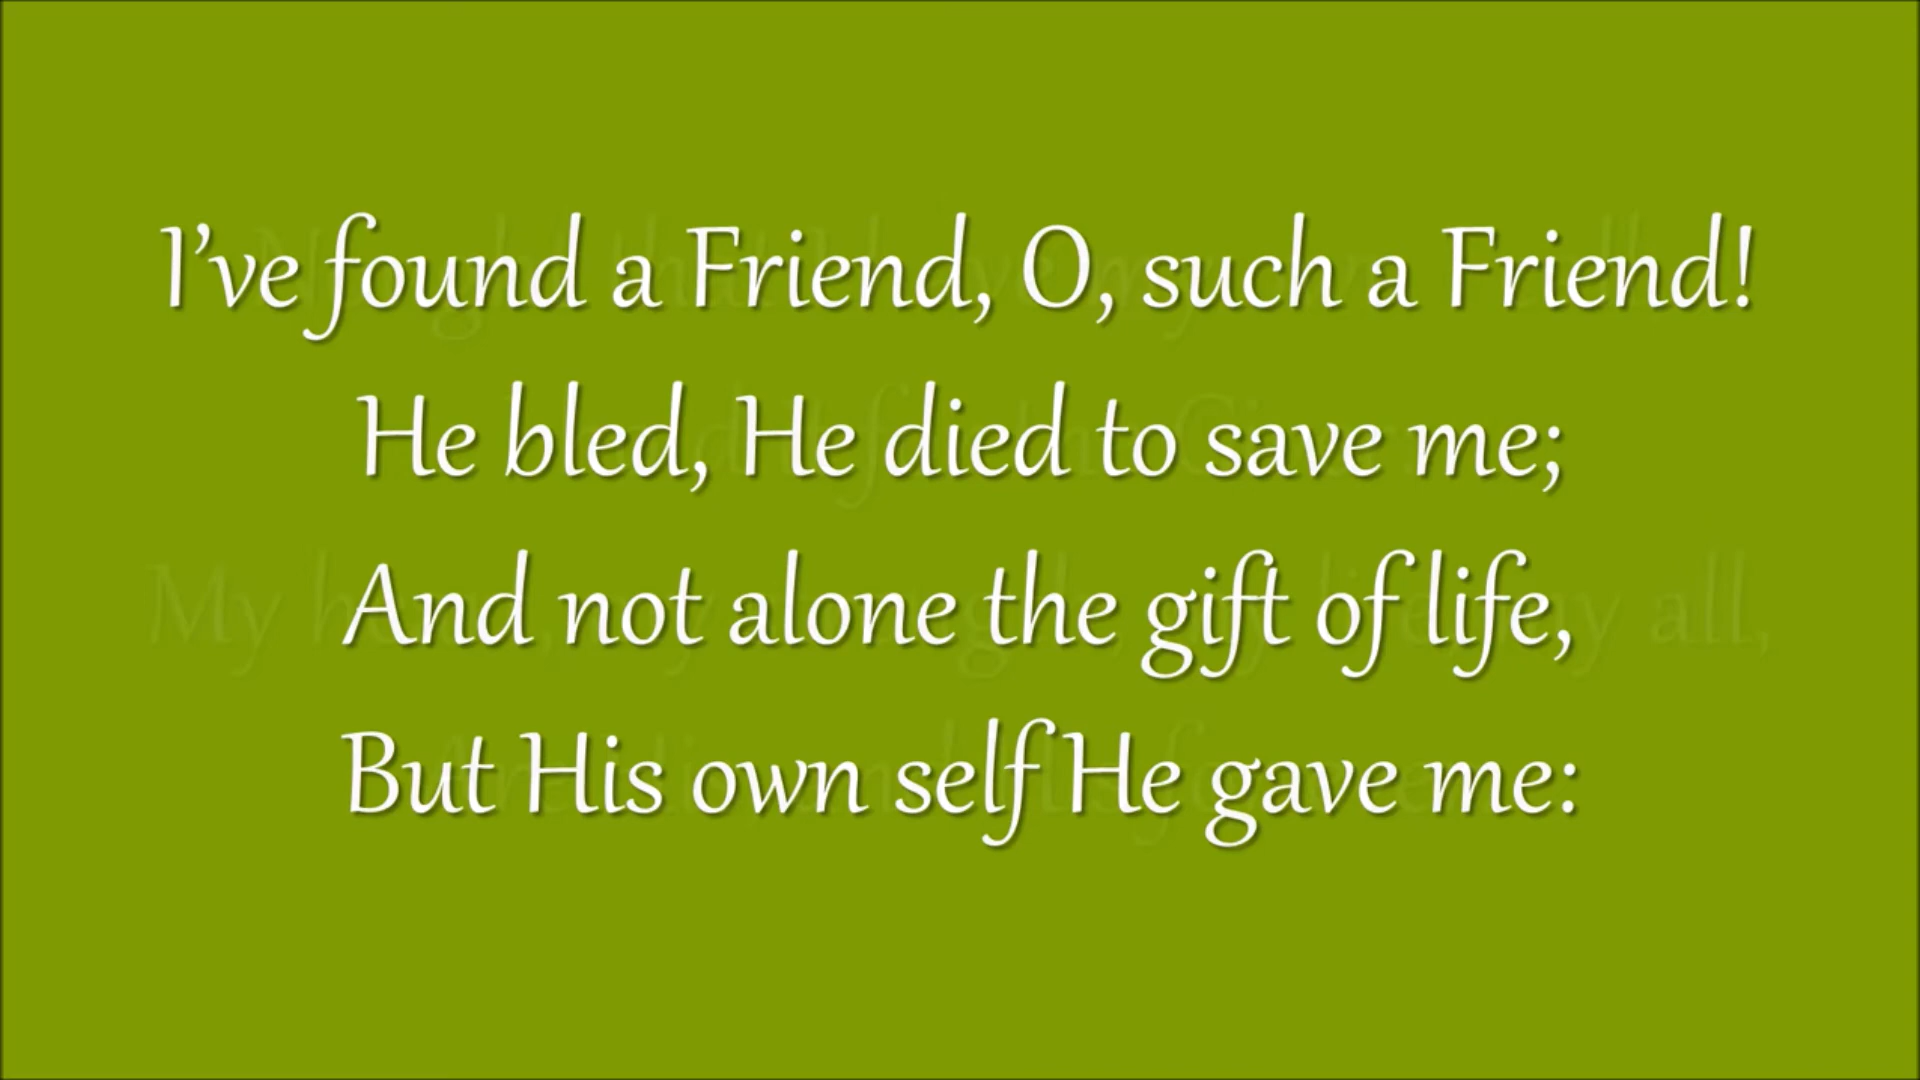 I’ve found a Friend, O, such a Friend!
He bled, He died to save me;
And not alone the gift of life,
But His own self He gave me: